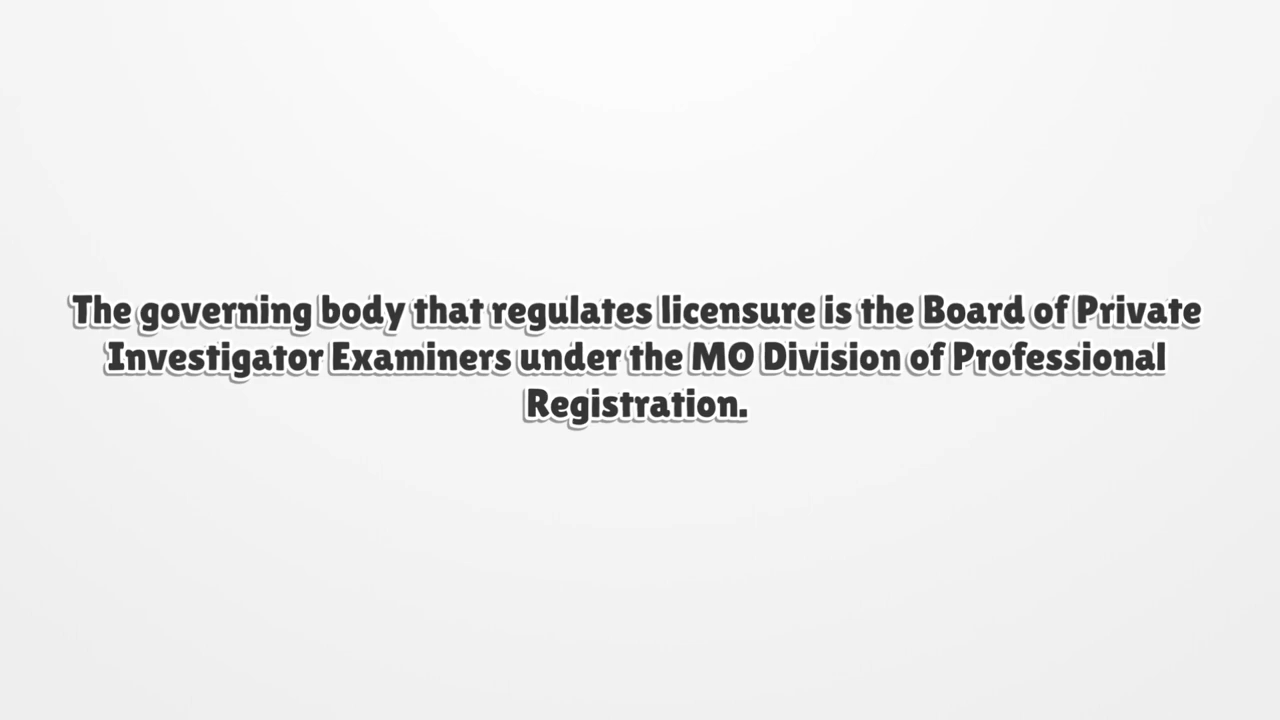 The governing body that regulates licensure is the Board of Private
Investigator Examiners under the MO Division of Professional
Registration.